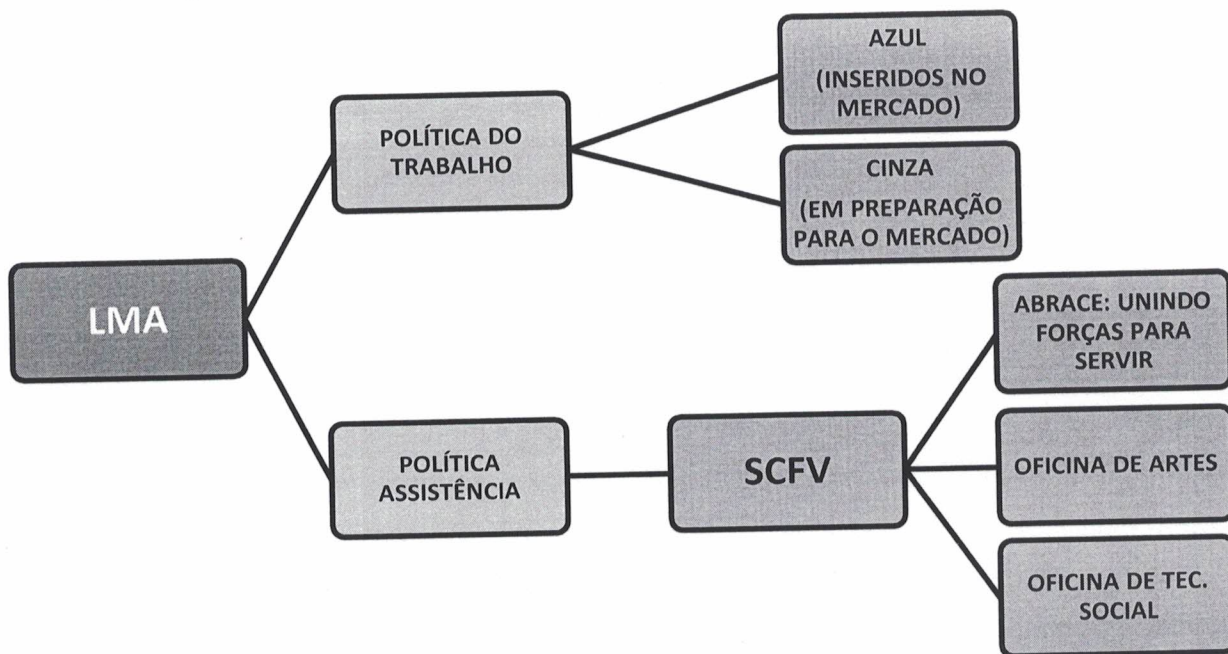 LMA
POLÍTICA DO
TRABALHO
AZUL
(INSERIDOS NO
MERCADO)
CINZA
(EM PREPARAÇÃO
PARA O MERCADO)
POLÍTICA
ASSISTÊNCIA
SCFV
ABRACE: UNINDO
FORÇAS PARA
SERVIR
OFICINA DE ARTES
OFICINA DE TEC.
SOCIAL